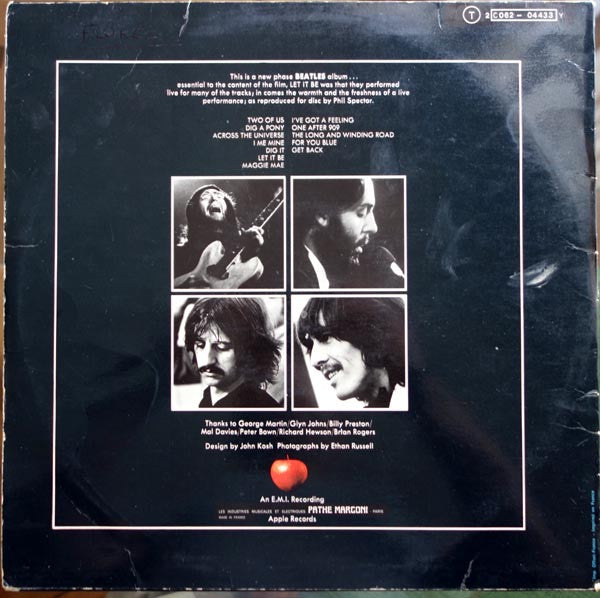 T 2C062-04433 Y
This is a new phase BEATLES album...
essential to the content of the film, LET IT BE was that they performed
live for many of the tracks; in comes the warmth and the freshness of a live
performance; as reproduced for disc by Phil Spector.
TWO OF US
DIG A PONY
ACROSS THE UNIVERSE
I ME MINE
DIG IT
LET IT BE
MAGGIE MAE
I'VE GOT A FEELING
ONE AFTER 909
THE LONG AND WINDING ROAD
FOR YOU BLUE
GET BACK
Thanks to George Martin/Glyn Johns/Billy Preston/
Mal Davies/Peter Bown/Richard Hewson/Brian Rogers
Design by John Kosh Photographs by Ethan Russell
An E.M.I. Recording
LES INDUSTRIES MUSICALES ET ELECTRIQUES PATHE MARCONI - PARIS
MADE IN FRANCE
Apple Records